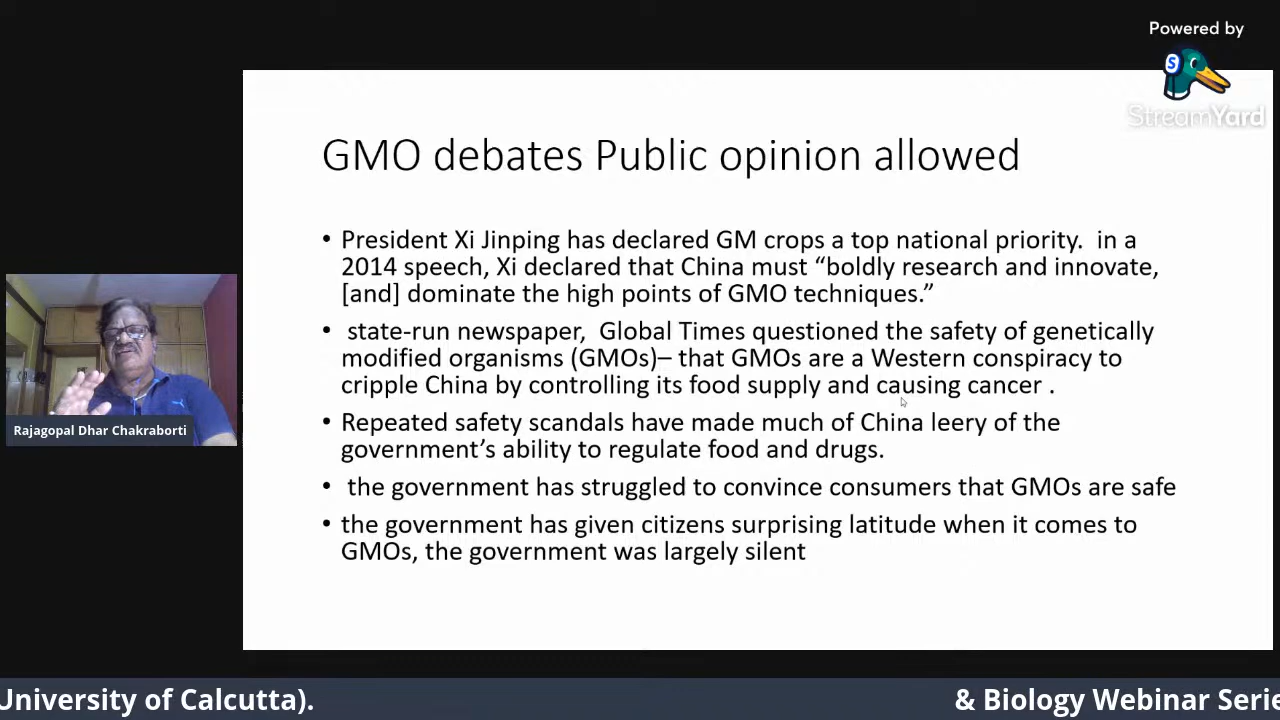 Powered by
S
StreamYard
GMO debates Public opinion allowed
• President Xi Jinping has declared GM crops a top national priority.  in a
2014 speech, Xi declared that China must “boldly research and innovate,
[and] dominate the high points of GMO techniques.”
•  state-run newspaper,  Global Times questioned the safety of genetically
modified organisms (GMOs)– that GMOs are a Western conspiracy to
cripple China by controlling its food supply and causing cancer .
• Repeated safety scandals have made much of China leery of the
government’s ability to regulate food and drugs.
•  the government has struggled to convince consumers that GMOs are safe
• the government has given citizens surprising latitude when it comes to
GMOs, the government was largely silent
Rajagopal Dhar Chakraborti
University of Calcutta). & Biology Webinar Serie